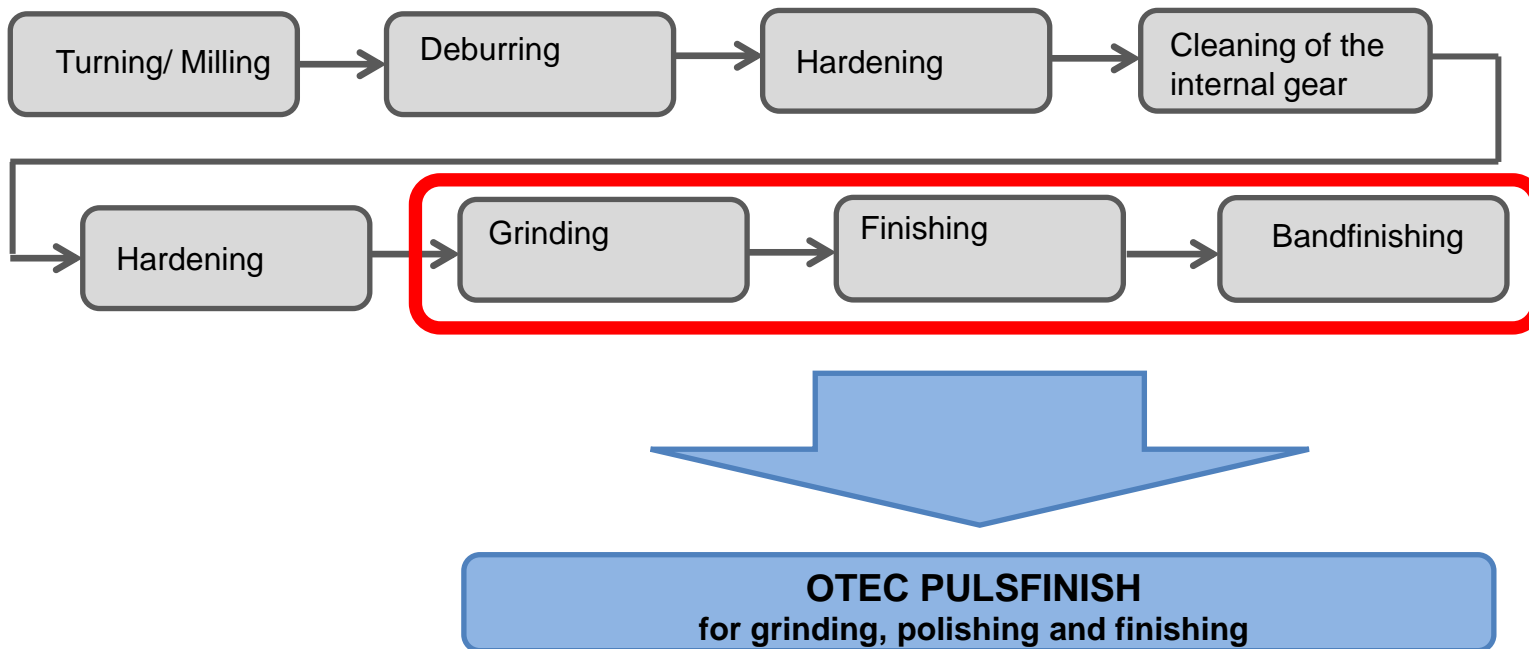 Turning/ Milling
Deburring
Hardening
Cleaning of the
internal gear
Hardening
Grinding
Finishing
Bandfinishing
OTEC PULSFINISH
for grinding, polishing and finishing